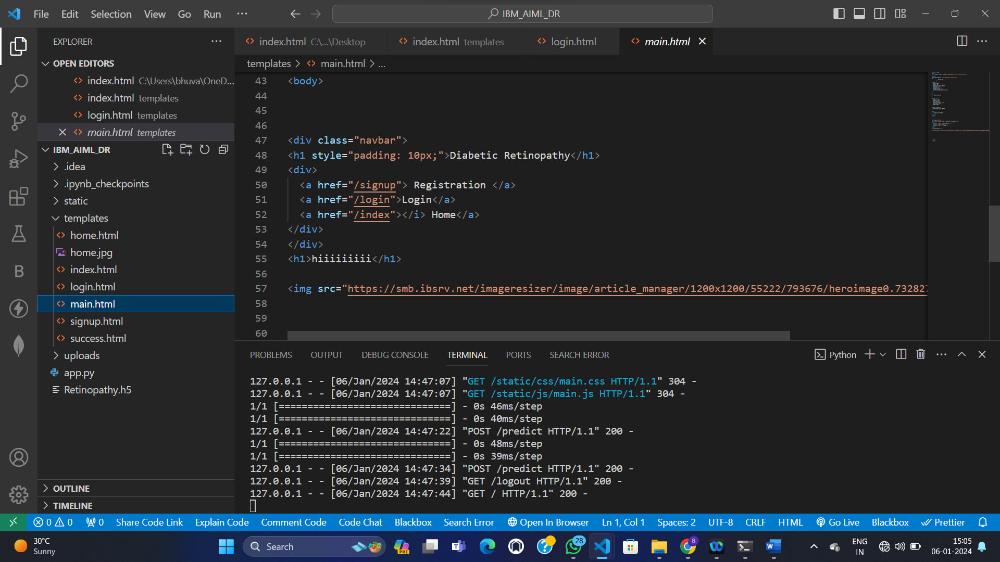 File Edit Selection View Go Run ...
IBM_AIML_DR
EXPLORER
OPEN EDITORS
index.html C:\Users\bhuva\OneD...
index.html templates
login.html templates
main.html templates
IBM_AIML_DR
.idea
.ipynb_checkpoints
static
templates
home.html
home.jpg
index.html
login.html
main.html
signup.html
success.html
uploads
app.py
Retinopathy.h5
OUTLINE
TIMELINE
index.html C:\...\Desktop
index.html templates
login.html
main.html
templates > main.html > ...
43 <body>
44
45
46
47 <div class="navbar">
48 <h1 style="padding: 10px;">Diabetic Retinopathy</h1>
49 <div>
50 <a href="/signup"> Registration </a>
51 <a href="/login">Login</a>
52 <a href="/index"></i> Home</a>
53 </div>
54 </div>
55 <h1>hiiiiiiiii</h1>
56
57 <img src="https://smb.ibsrv.net/imageresizer/image/article_manager/1200x1200/55222/793676/heroimage0.732827
58
59
60
PROBLEMS OUTPUT DEBUG CONSOLE TERMINAL PORTS SEARCH ERROR
Python
127.0.0.1 - - [06/Jan/2024 14:47:07] "GET /static/css/main.css HTTP/1.1" 304 -
127.0.0.1 - - [06/Jan/2024 14:47:07] "GET /static/js/main.js HTTP/1.1" 304 -
1/1 [==============================] - 0s 46ms/step
1/1 [==============================] - 0s 40ms/step
127.0.0.1 - - [06/Jan/2024 14:47:22] "POST /predict HTTP/1.1" 200 -
1/1 [==============================] - 0s 48ms/step
1/1 [==============================] - 0s 39ms/step
127.0.0.1 - - [06/Jan/2024 14:47:34] "POST /predict HTTP/1.1" 200 -
127.0.0.1 - - [06/Jan/2024 14:47:39] "GET /logout HTTP/1.1" 200 -
127.0.0.1 - - [06/Jan/2024 14:47:44] "GET / HTTP/1.1" 200 -
0 0 0 Share Code Link Explain Code Comment Code Code Chat Blackbox Search Error Open In Browser Ln 1, Col 1 Spaces: 2 UTF-8 CRLF HTML Go Live Blackbox Prettier
30°C
Sunny
Search
PRE
28
B
ENG
IN
15:05
06-01-2024